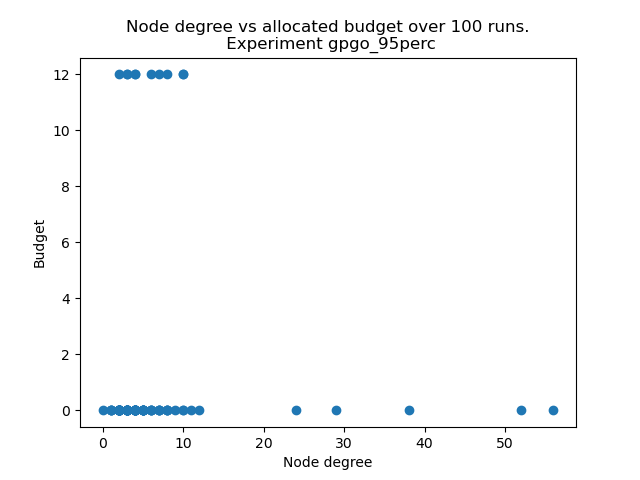 Node degree vs allocated budget over 100 runs.
Experiment gpgo_95perc
12
10
8
6
4
2
0
Budget
0 10 20 30 40 50
Node degree